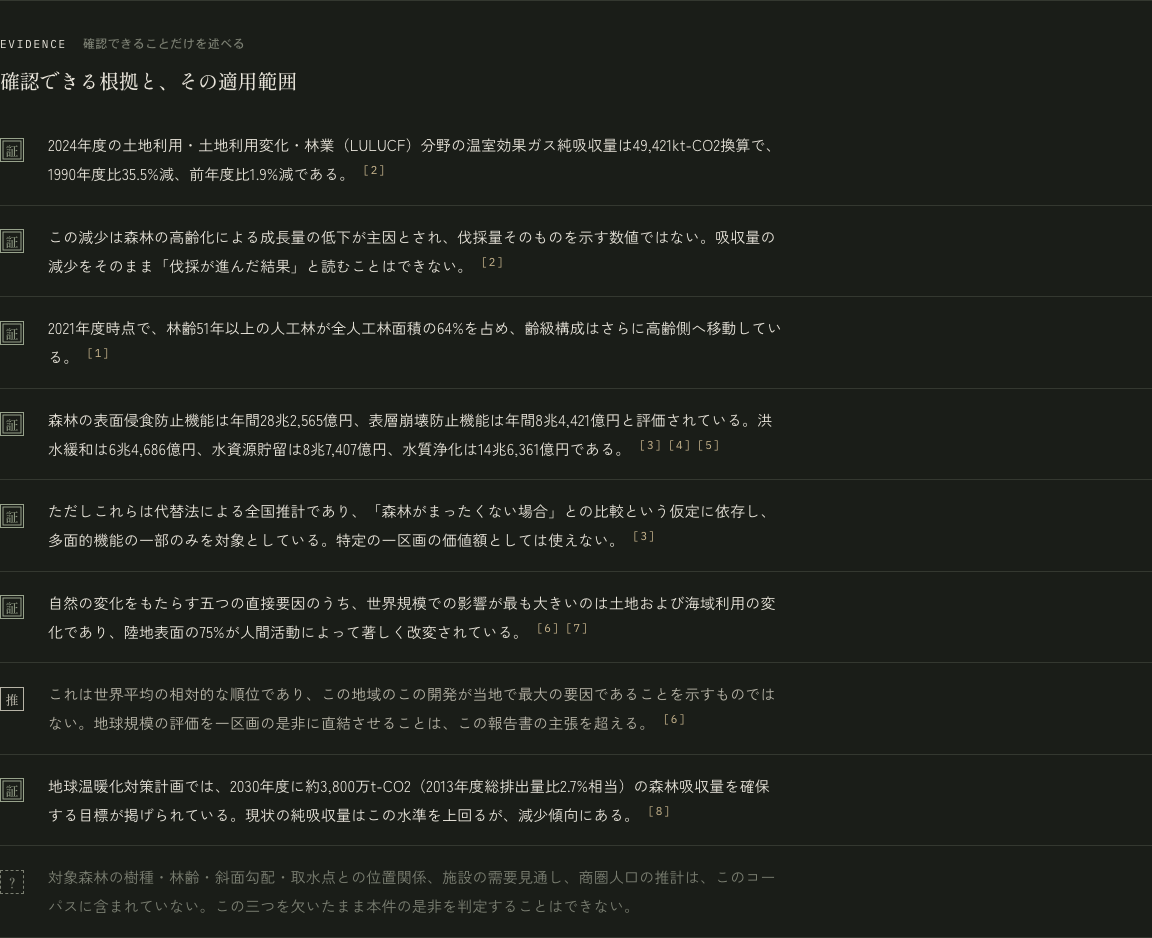 EVIDENCE 確認できることだけを述べる
確認できる根拠と、その適用範囲
証 2024年度の土地利用・土地利用変化・林業（LULUCF）分野の温室効果ガス純吸収量は49,421kt-CO2換算で、
1990年度比35.5%減、前年度比1.9%減である。 [2]
証 この減少は森林の高齢化による成長量の低下が主因とされ、伐採量そのものを示す数値ではない。吸収量の
減少をそのまま「伐採が進んだ結果」と読むことはできない。 [2]
証 2021年度時点で、林齢51年以上の人工林が全人工林面積の64%を占め、齢級構成はさらに高齢側へ移動してい
る。 [1]
証 森林の表面侵食防止機能は年間28兆2,565億円、表層崩壊防止機能は年間8兆4,421億円と評価されている。洪
水緩和は6兆4,686億円、水資源貯留は8兆7,407億円、水質浄化は14兆6,361億円である。 [3] [4] [5]
証 ただしこれらは代替法による全国推計であり、「森林がまったくない場合」との比較という仮定に依存し、
多面的機能の一部のみを対象としている。特定の一区画の価値額としては使えない。 [3]
証 自然の変化をもたらす五つの直接要因のうち、世界規模での影響が最も大きいのは土地および海域利用の変
化であり、陸地表面の75%が人間活動によって著しく改変されている。 [6] [7]
推 これは世界平均の相対的な順位であり、この地域のこの開発が当地で最大の要因であることを示すものでは
ない。地球規模の評価を一区画の是非に直結させることは、この報告書の主張を超える。 [6]
証 地球温暖化対策計画では、2030年度に約3,800万t-CO2（2013年度総排出量比2.7%相当）の森林吸収量を確保
する目標が掲げられている。現状の純吸収量はこの水準を上回るが、減少傾向にある。 [8]
? 対象森林の樹種・林齢・斜面勾配・取水点との位置関係、施設の需要見通し、商圏人口の推計は、このコー
パスに含まれていない。この三つを欠いたまま本件の是非を判定することはできない。